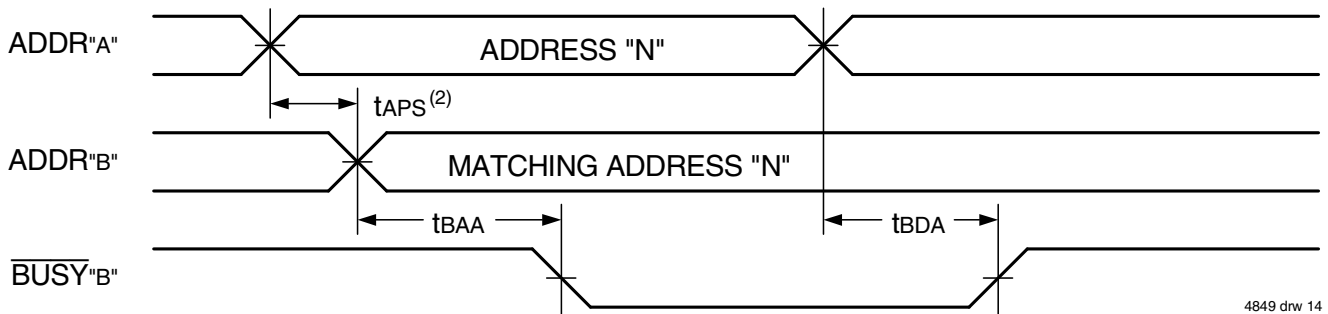 ADDR"A"
ADDRESS "N"
tAPS(2)
ADDR"B"
MATCHING ADDRESS "N"
tBAA
tBDA
BUSY"B"
4849 drw 14